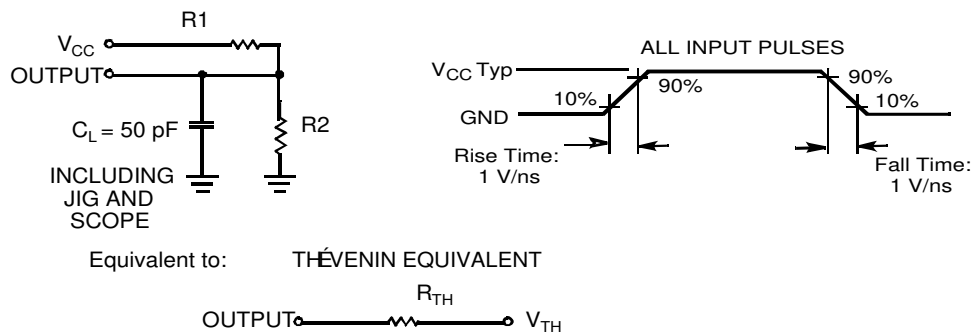 R1
VCC
OUTPUT
CL = 50 pF
R2
INCLUDING
JIG AND
SCOPE
ALL INPUT PULSES
VCC Typ
GND
10%
90%
90%
10%
Rise Time:
1 V/ns
Fall Time:
1 V/ns
Equivalent to: THÉVENIN EQUIVALENT
RTH
OUTPUT VTH